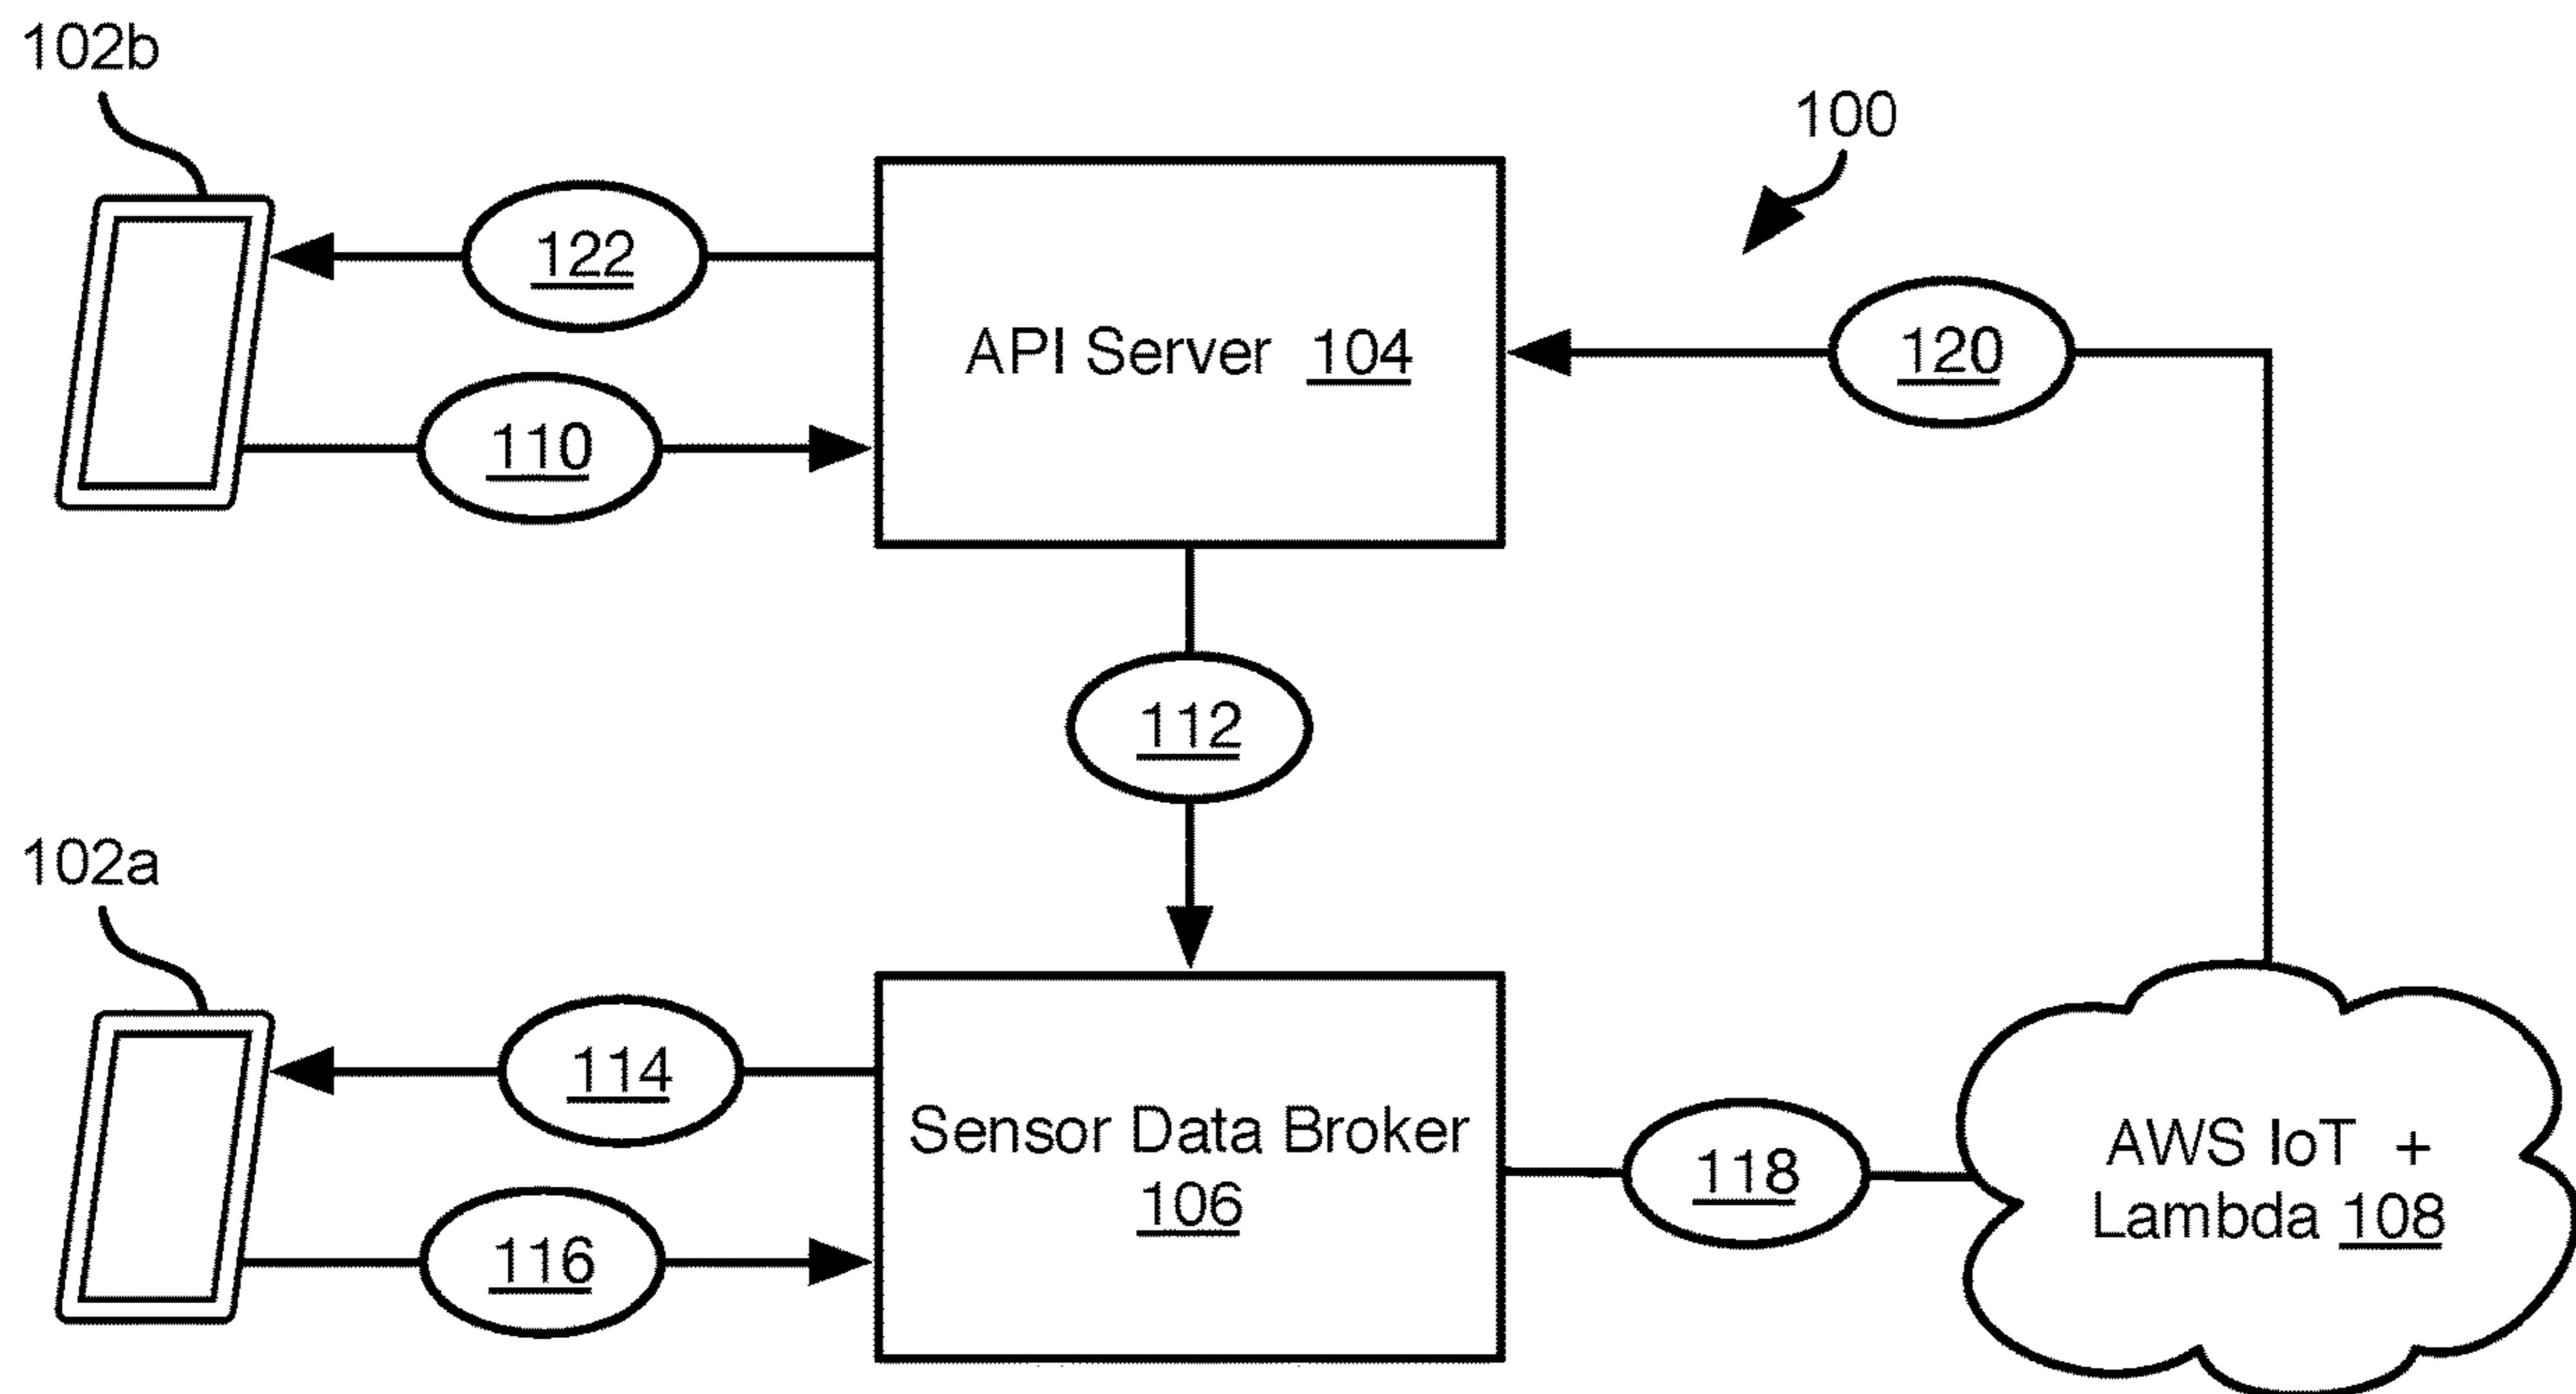 102b
100
122
API Server 104
120
110
112
102a
114
Sensor Data Broker
106
118
AWS IoT +
Lambda 108
116